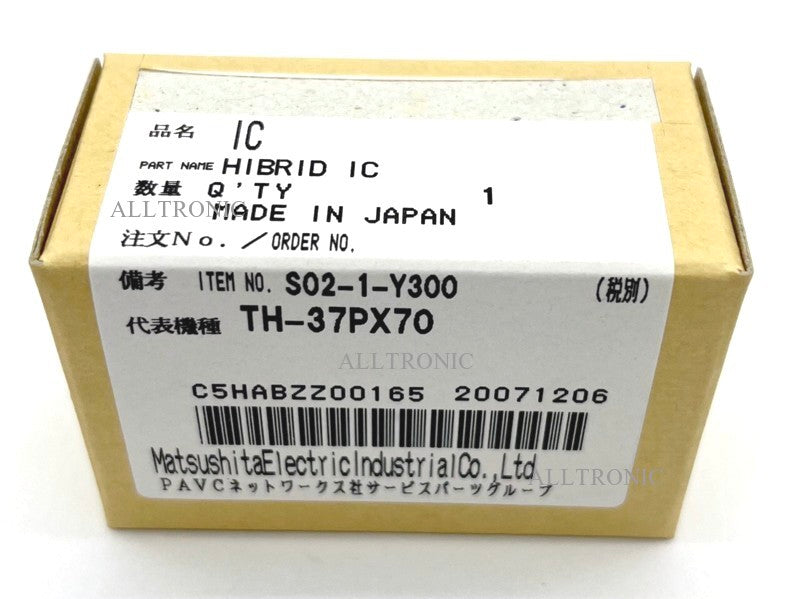 品名 IC
PART NAME HIBRID IC
数量 Q'TY 1
ALLTRONIC
MADE IN JAPAN
注文No./ORDER NO.
備考 ITEM NO. S02-1-Y300 (税別)
代表機種 TH-37PX70
ALLTRONIC
C5HABZZ00165 20071206
MatsushitaElectricIndustrialCo.,Ltd
ALLTRONIC
PAVCネットワークス社サービスパーツグループ